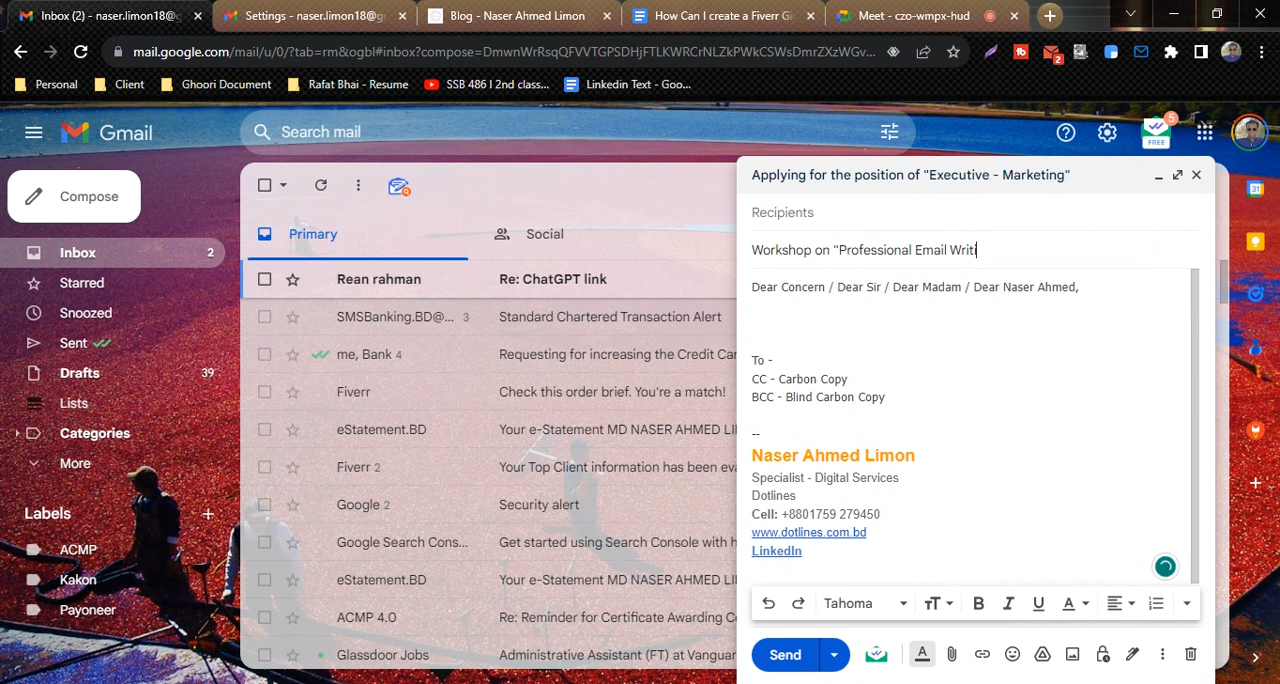 Inbox (2) - naser.limon18@g
Settings - naser.limon18@g
Blog - Naser Ahmed Limon
How Can I create a Fiverr Gi
Meet - czo-wmpx-hud
mail.google.com/mail/u/0/?tab=rm&ogbl#inbox?compose=DmwnWrRsqQFVVTGPSDHjFTLKWRCrNLZkPWkCSWsDmrZXzWGv...
2
Personal
Client
Ghoori Document
Rafat Bhai - Resume
SSB 486 l 2nd class...
Linkedin Text - Goo...
Gmail
Search mail
5
FREE
Compose
Inbox 2
Starred
Snoozed
Sent
Drafts 39
Lists
Categories
More
Labels
ACMP
Kakon
Payoneer
Primary
Social
Rean rahman Re: ChatGPT link
SMSBanking.BD@... 3 Standard Chartered Transaction Alert
me, Bank 4 Requesting for increasing the Credit Car
Fiverr Check this order brief. You're a match!
eStatement.BD Your e-Statement MD NASER AHMED LI
Fiverr 2 Your Top Client information has been eva
Google 2 Security alert
Google Search Cons... Get started using Search Console with h
eStatement.BD Your e-Statement MD NASER AHMED LI
ACMP 4.0 Re: Reminder for Certificate Awarding C
Glassdoor Jobs Administrative Assistant (FT) at Vanguar
Applying for the position of "Executive - Marketing"
Recipients
Workshop on "Professional Email Writi
Dear Concern / Dear Sir / Dear Madam / Dear Naser Ahmed,
To -
CC - Carbon Copy
BCC - Blind Carbon Copy
--
Naser Ahmed Limon
Specialist - Digital Services
Dotlines
Cell: +8801759 279450
www.dotlines.com.bd
LinkedIn
Tahoma
Send